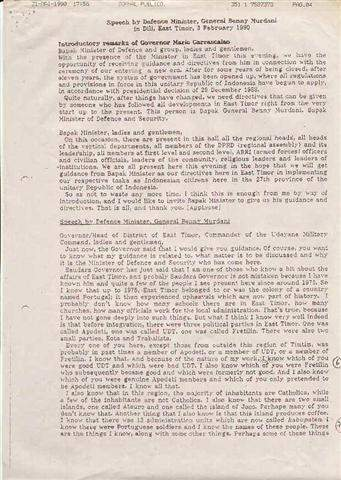 21-FEV-1990 17:56 JORNAL PUBLICO. 351 1 7587373 PAG.04
Speech by Defence Minister, General Benny Murdani
in Dili, East Timor, 3 February 1990
Introductory remarks of Governor Mario Carrascalao
Bapak Minister of Defence and group, ladies and gentlemen,
With the presence of the Minister in East Timor this evening, we have the
opportunity of receiving guidance and directives from him in connection with the
ceremony of our entering a new era. After for some years of being closed, after
eleven years, the system of government has been opened up, where all regulations
and provisions in force in the unitary Republic of Indonesia have begun to apply,
in accordance with presidential decision of 29 December 1988.
Quite naturally, after things have changed, we need directives that can be given
by someone who has followed all developments in East Timor right from the very
start up to the present. This person is Bapak General Benny Murdani, Bapak
Minister of Defence and Security.
Bapak Minister, ladies and gentlemen,
On this occasion, there are present in this hall all the regional heads, all heads
of the vertical departments, all members of the DPRD (regional assembly) and its
leadership, all members at first level and second level, ABRI (armed forces) officers
and civilian officials, leaders of the community, religious leaders and leaders of
institutions. We are all present here this evening in the hope that we will get
guidance from Bapak Minister as our directives here in East Timor in implementing
our respective tasks as Indonesian citizens here in the 27th province of the
unitary Republic of Indonesia.
So as not to waste any more time, I think this is enough from me by way of
introduction, and I would like to invite Bapak Minister to give us his guidance and
directives. That is all, and thank you. [Applause]
Speech by Defence Minister, General Benny Murdani
Governor/Head of District of East Timor, Commander of the Udayana Military
Command, ladies and gentlemen,
Just now, the Governor said that I would give you guidance. Of course, you want
to know what my guidance is related to, what matter is to be discussed and why
it is the Minister of Defence and Security who has come here.
Saudara Governor has just said that I am one of those who know a bit about the
affairs of East Timor, and probably Saudara Governor is not mistaken because I have
known him and quite a few of the people I see present here since around 1975. So
I know that up to 1975, East Timor belonged to or was the colony of a country
named Portugal; it then experienced upheavals which are now part of history. I
probably don't know how many schools there are in East Timor, how many
churches, how many officials work for the local administration. That's true, because
I have not gone deeply into such things. But what I think I know very well indeed
is that before integration, there were three political parties in East Timor. One was
called Apodeti, one was called UDT, one was called Fretilin. There were also two
small parties, Kota and Trabalista.
Every one of you here, except those from outside this region of Timtim, was
probably in past times a member of Apodeti, or a member of UDT, or a member of
Fretilin. I know that. And because of the nature of my work, I know which of you
were good UDT and which were bad UDT. I also know which of you were Fretilin
who subsequently became good and which were formerly not good. And I also know
which of you were genuine Apodeti members and which of you only pretended to
be Apodeti members. I know all that.
I also know that in this region, the majority of inhabitants are Catholics, while
a few of the inhabitants are not Catholics. I also know that there are two small
islands, one called Atauro and one called the island of Jaco. Perhaps many of you
don't know that. Another thing that I also know is that this island produces coffee.
I know that there were 13 administration units which are now called kabupaten. I
know there were Portuguese soldiers and I know the names of these people. These
are the things I know, along with some other things. Perhaps some of these things